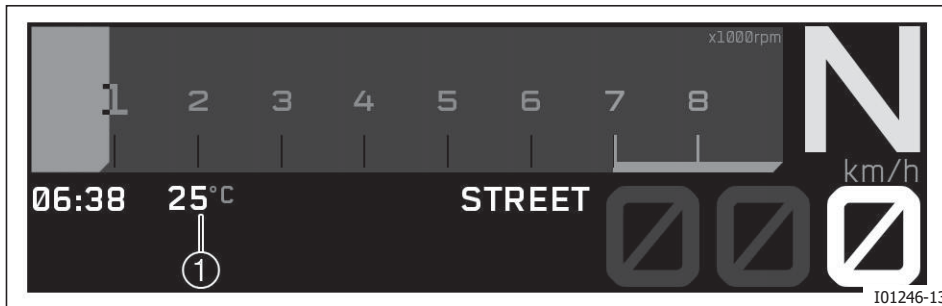 x1000rpm
N
1 2 3 4 5 6 7 8
km/h
06:38 25°C STREET 000
1
I01246-13